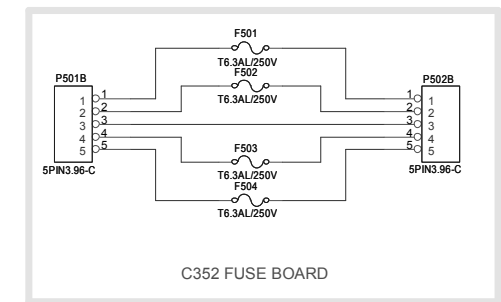 F501
T6.3AL/250V
P501B
F502
P502B
T6.3AL/250V
1 1 1 1
2 2 2 2
3 3 3 3
4 4 4 4
5 5 5 5
F503
5PIN3.96-C
5PIN3.96-C
T6.3AL/250V
F504
T6.3AL/250V
C352 FUSE BOARD